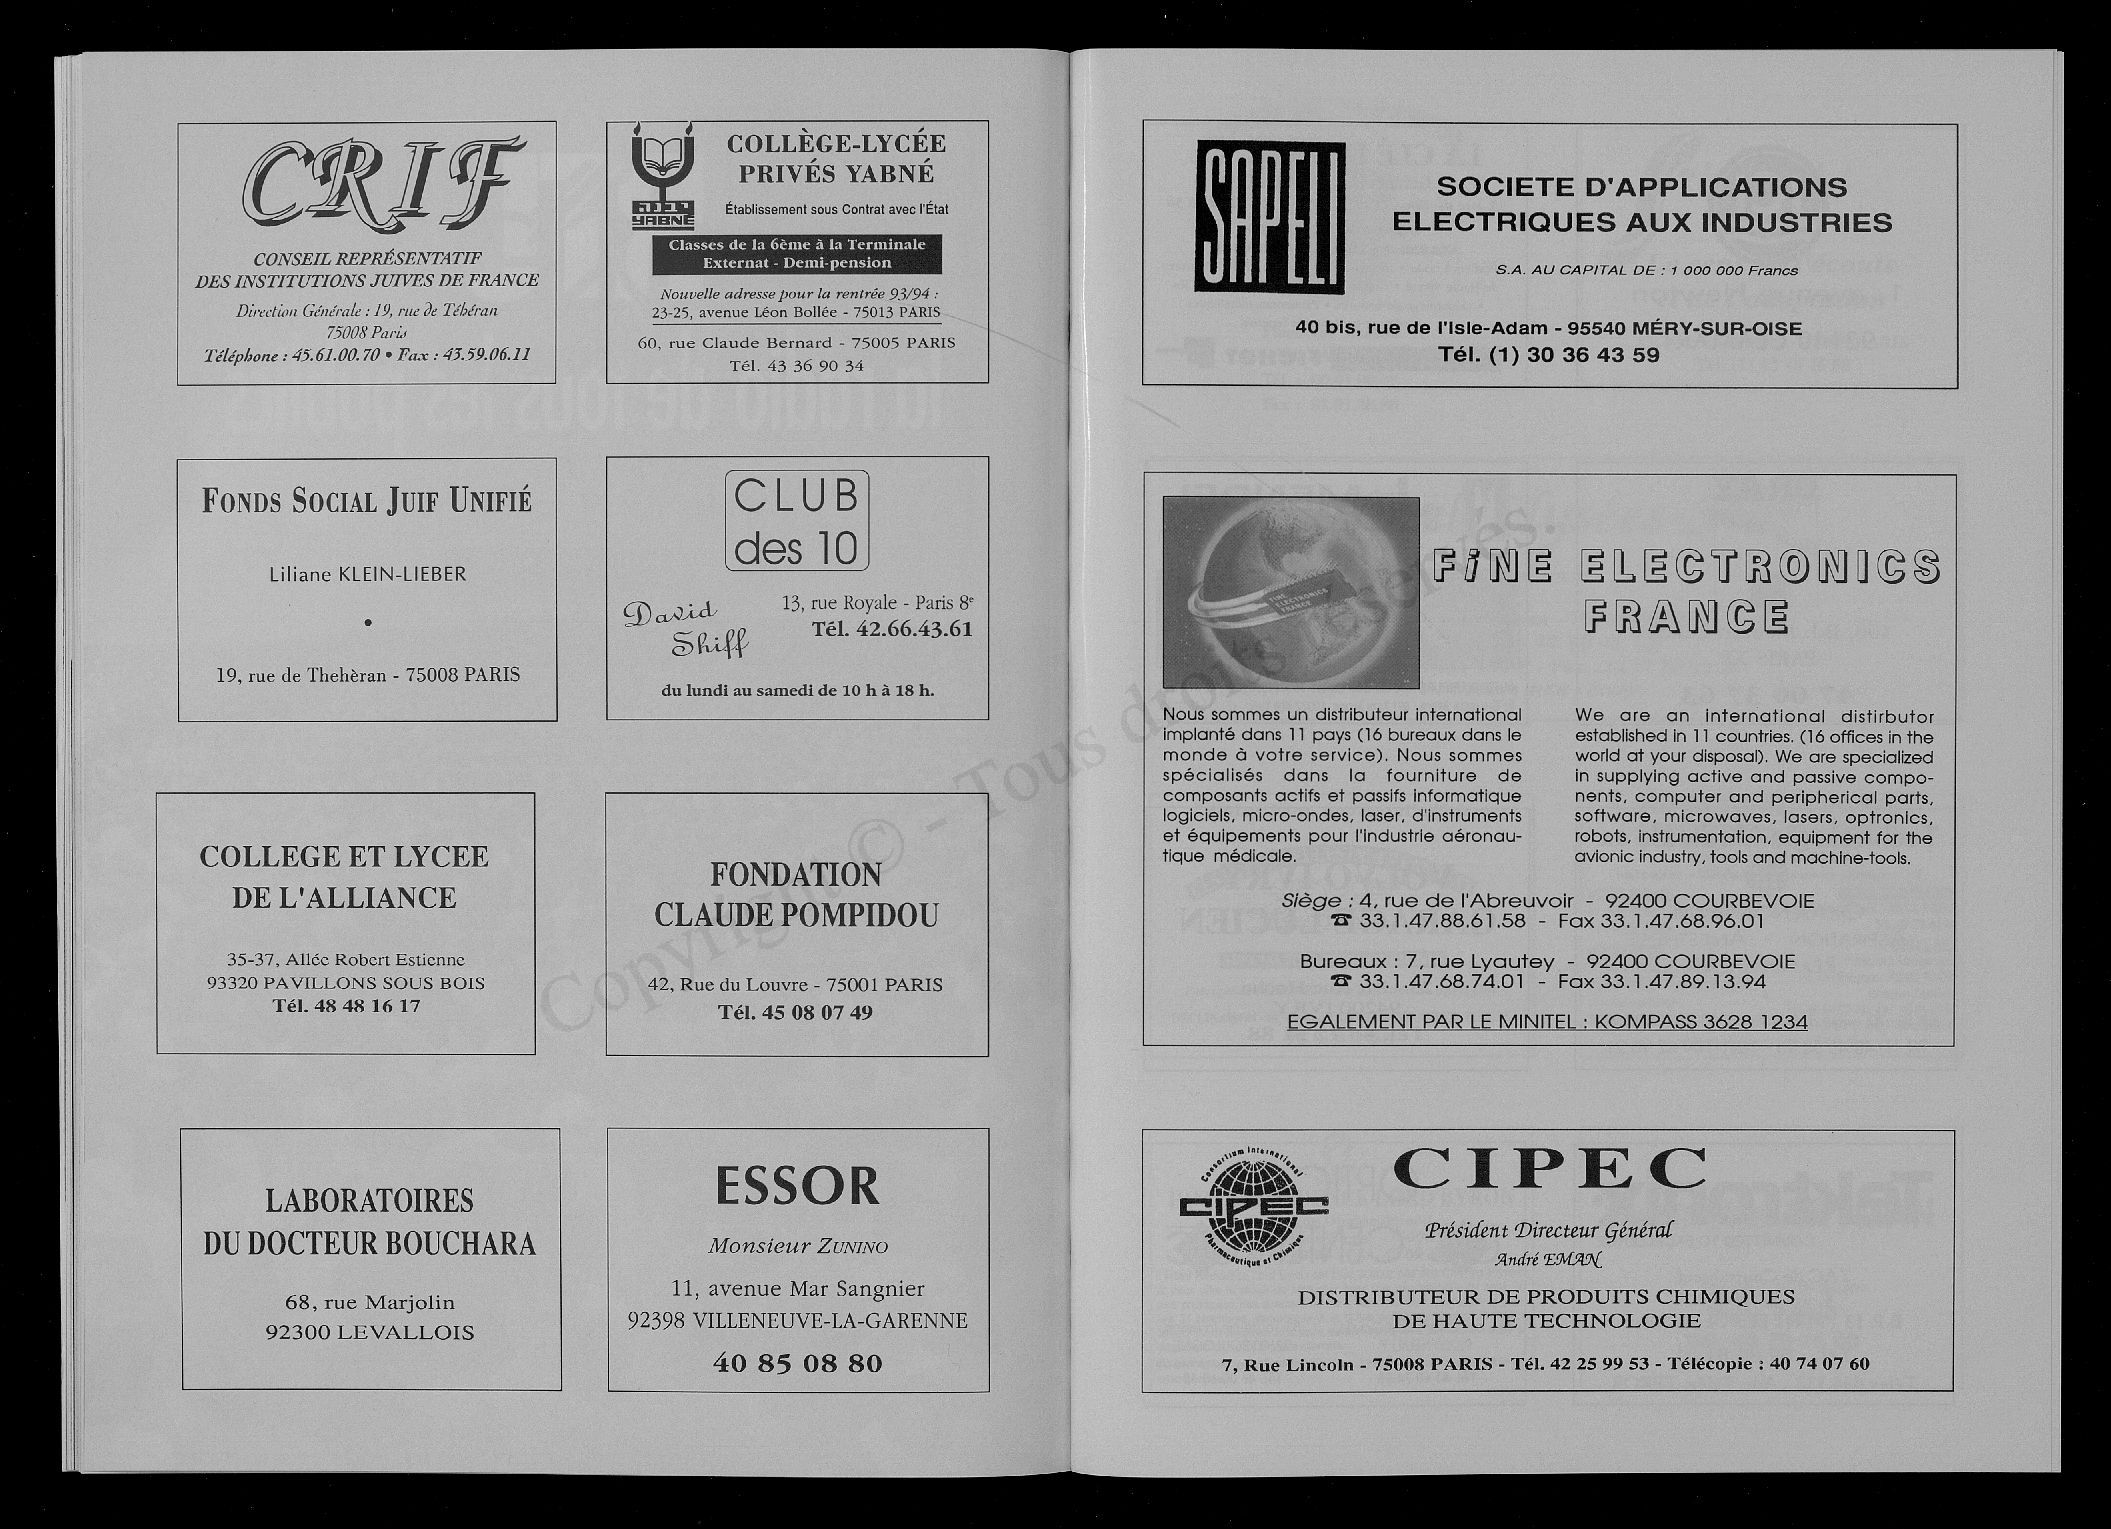 CRIF
CONSEIL REPRÉSENTATIF
DES INSTITUTIONS JUIVES DE FRANCE
Direction Générale : 19, rue de Téhéran
75008 Paris
Téléphone : 45.61.00.70 • Fax : 43.59.06.11
יבנה
YABNÉ
COLLÈGE-LYCÉE
PRIVÉS YABNÉ
Établissement sous Contrat avec l'État
Classes de la 6ème à la Terminale
Externat - Demi-pension
Nouvelle adresse pour la rentrée 93/94 :
23-25, avenue Léon Bollée - 75013 PARIS
60, rue Claude Bernard - 75005 PARIS
Tél. 43 36 90 34
FONDS SOCIAL JUIF UNIFIÉ
Liliane KLEIN-LIEBER
•
19, rue de Thehèran - 75008 PARIS
CLUB
des 10
David
Shiff
13, rue Royale - Paris 8e
Tél. 42.66.43.61
du lundi au samedi de 10 h à 18 h.
COLLEGE ET LYCEE
DE L'ALLIANCE
35-37, Allée Robert Estienne
93320 PAVILLONS SOUS BOIS
Tél. 48 48 16 17
FONDATION
CLAUDE POMPIDOU
42, Rue du Louvre - 75001 PARIS
Tél. 45 08 07 49
LABORATOIRES
DU DOCTEUR BOUCHARA
68, rue Marjolin
92300 LEVALLOIS
ESSOR
Monsieur ZUNINO
11, avenue Mar Sangnier
92398 VILLENEUVE-LA-GARENNE
40 85 08 80
SAPELI
SOCIETE D'APPLICATIONS
ELECTRIQUES AUX INDUSTRIES
S.A. AU CAPITAL DE : 1 000 000 Francs
40 bis, rue de l'Isle-Adam - 95540 MÉRY-SUR-OISE
Tél. (1) 30 36 43 59
FINE
ELECTRONICS
FRANCE
FiNE ELECTRONICS
FRANCE
Nous sommes un distributeur international
implanté dans 11 pays (16 bureaux dans le
monde à votre service). Nous sommes
spécialisés dans la fourniture de
composants actifs et passifs informatique
logiciels, micro-ondes, laser, d'instruments
et équipements pour l'industrie aéronau-
tique médicale.
We are an international distirbutor
established in 11 countries. (16 offices in the
world at your disposal). We are specialized
in supplying active and passive compo-
nents, computer and peripherical parts,
software, microwaves, lasers, optronics,
robots, instrumentation, equipment for the
avionic industry, tools and machine-tools.
Siège : 4, rue de l'Abreuvoir - 92400 COURBEVOIE
☎ 33.1.47.88.61.58 - Fax 33.1.47.68.96.01
Bureaux : 7, rue Lyautey - 92400 COURBEVOIE
☎ 33.1.47.68.74.01 - Fax 33.1.47.89.13.94
EGALEMENT PAR LE MINITEL : KOMPASS 3628 1234
Consortium International
CIPEC
Pharmaceutique et Chimique
CIPEC
Président Directeur Général
André EMAN
DISTRIBUTEUR DE PRODUITS CHIMIQUES
DE HAUTE TECHNOLOGIE
7, Rue Lincoln - 75008 PARIS - Tél. 42 25 99 53 - Télécopie : 40 74 07 60
Copyright © - Tous droits réservés.